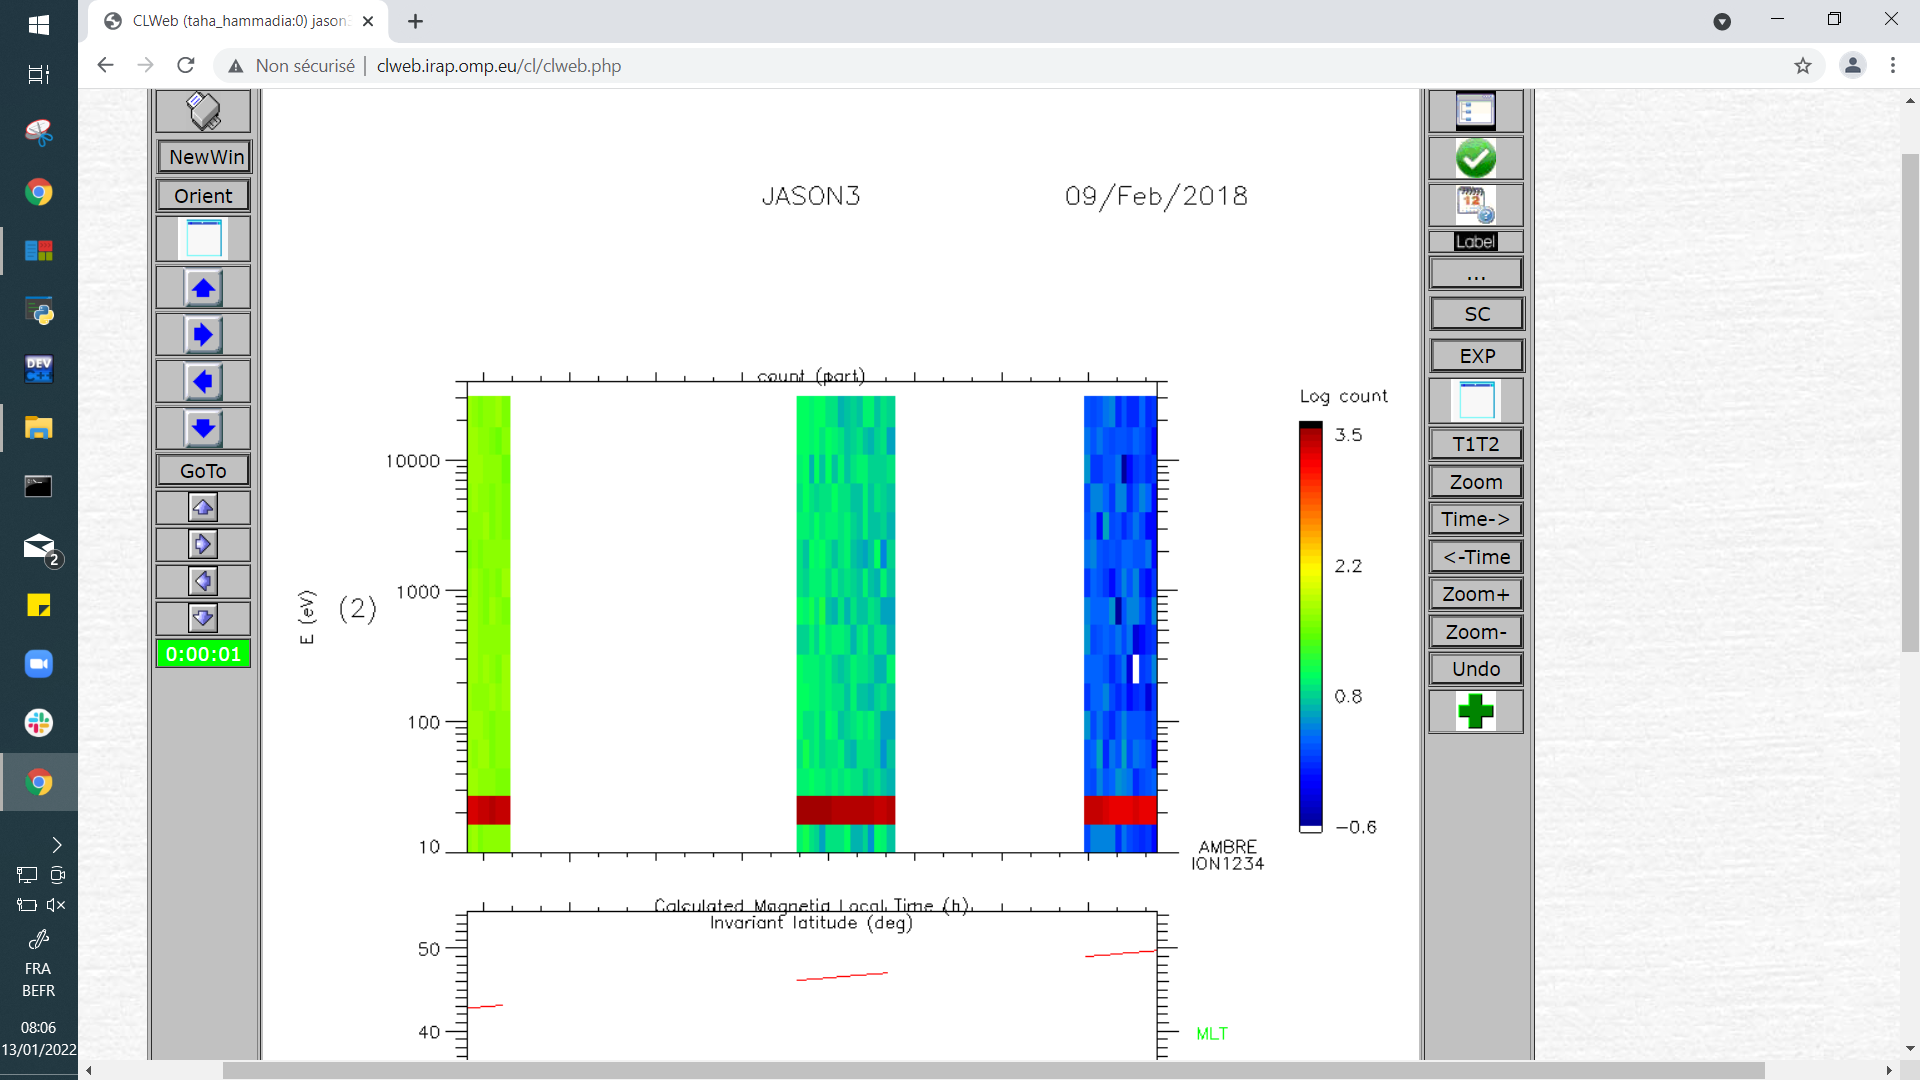 CLWeb (taha_hammadia:0) jason3
Non sécurisé | clweb.irap.omp.eu/cl/clweb.php
NewWin
Orient
GoTo
0:00:01
JASON3 09/Feb/2018
count (part)
E (eV)
(2)
10000
1000
100
10
Log count
3.5
2.2
0.8
−0.6
AMBRE
ION1234
Calculated Magnetic Local Time (h)
Invariant latitude (deg)
50
40
MLT
12
Label
...
SC
EXP
T1T2
Zoom
Time->
<-Time
Zoom+
Zoom-
Undo
DEV
C++
2
FRA
BEFR
08:06
13/01/2022